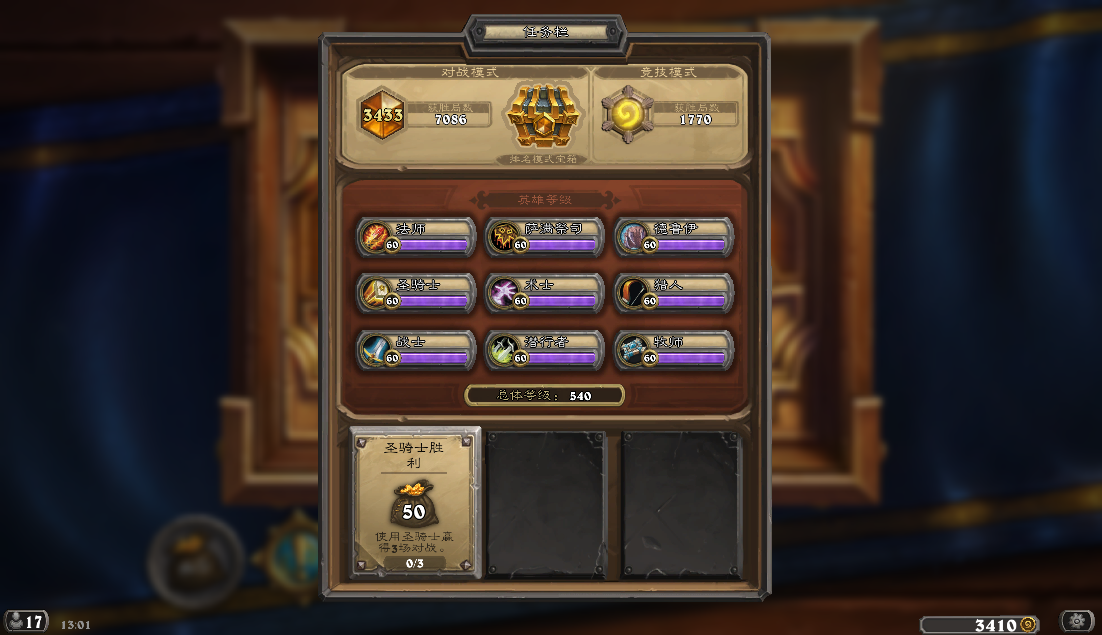 任务栏
对战模式
竞技模式
3433
获胜局数
7086
获胜局数
1770
排名模式宝箱
英雄等级
法师
60
萨满祭司
60
德鲁伊
60
圣骑士
60
术士
60
猎人
60
战士
60
潜行者
60
牧师
60
总体等级： 540
圣骑士胜
利
50
使用圣骑士赢
得3场对战。
0/3
17
13:01
3410